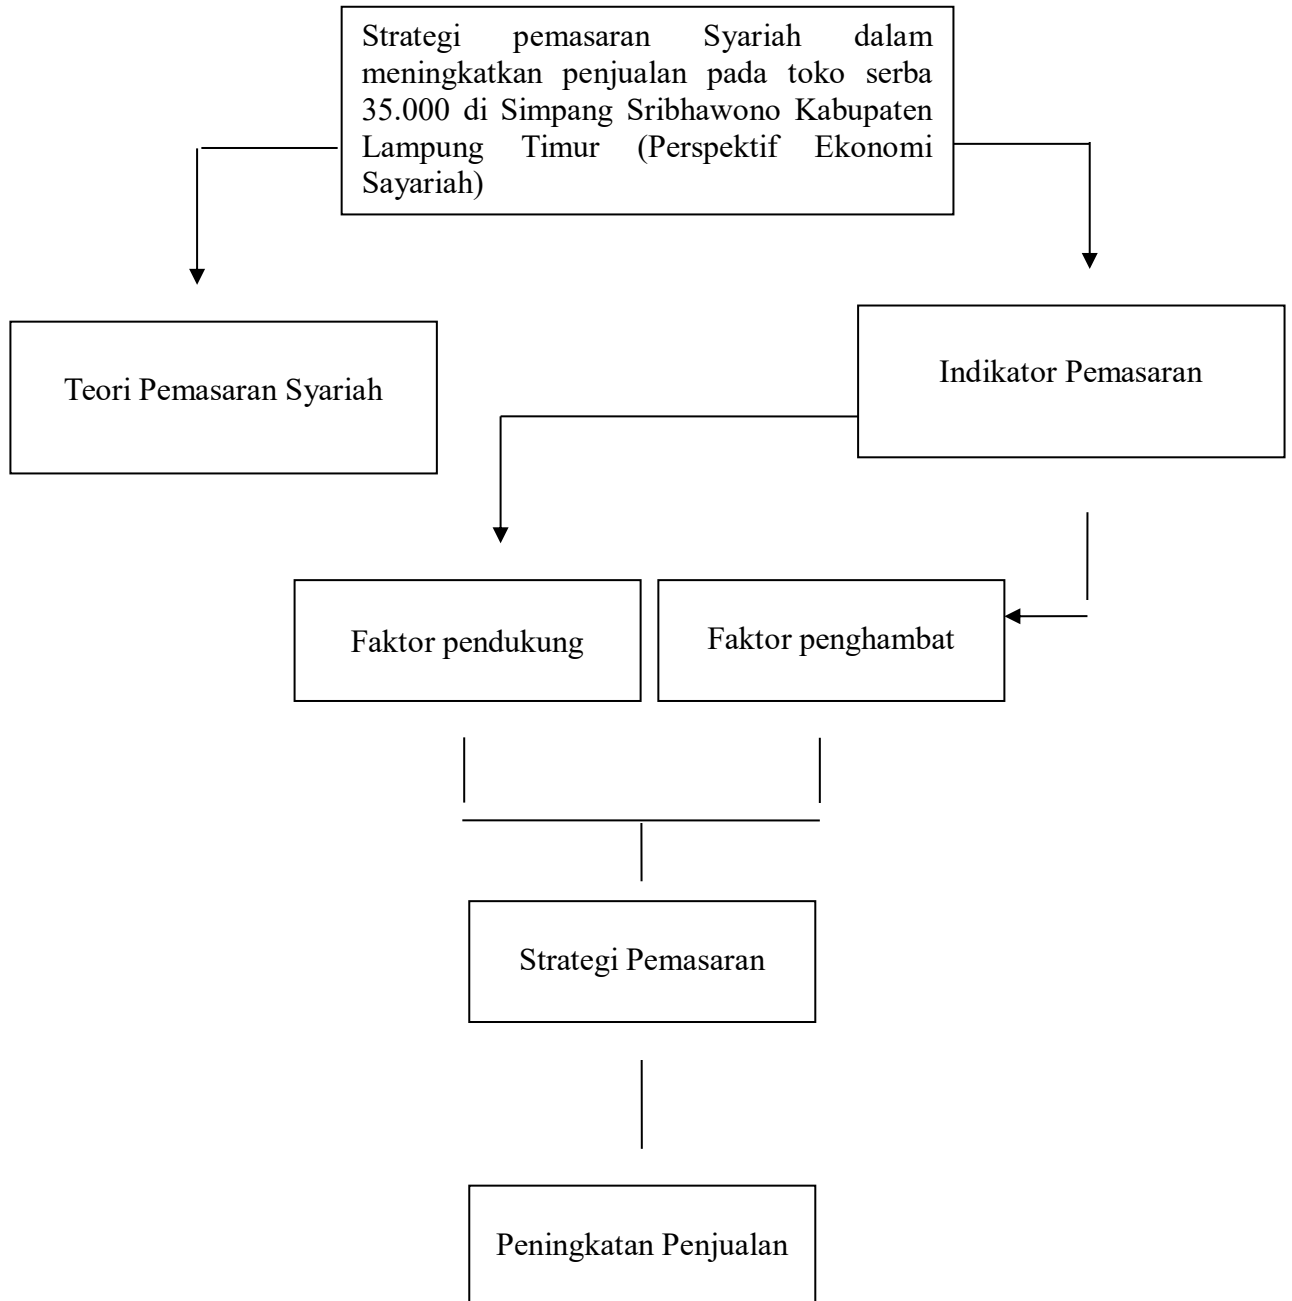 Strategi pemasaran Syariah dalam
meningkatkan penjualan pada toko serba
35.000 di Simpang Sribhawono Kabupaten
Lampung Timur (Perspektif Ekonomi
Sayariah)
Teori Pemasaran Syariah
Indikator Pemasaran
Faktor pendukung
Faktor penghambat
Strategi Pemasaran
Peningkatan Penjualan